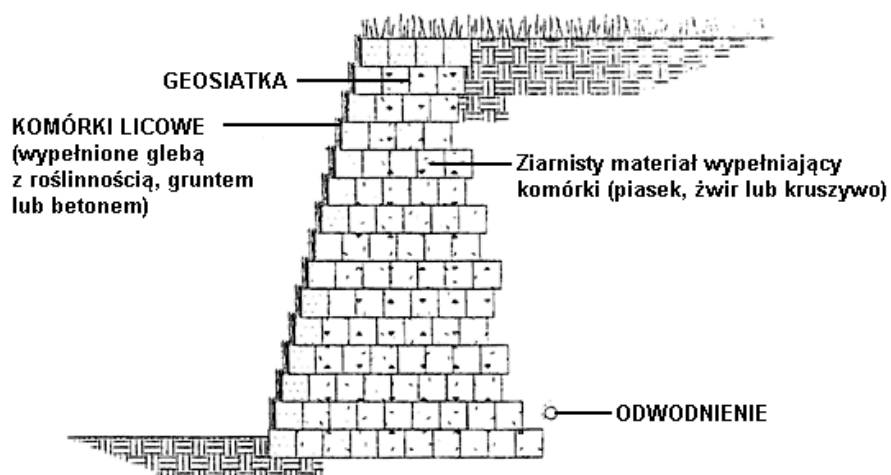 GEOSIATKA
KOMÓRKI LICOWE
(wypełnione glebą
z roślinnością, gruntem
lub betonem)
Ziarnisty materiał wypełniający
komórki (piasek, żwir lub kruszywo)
ODWODNIENIE